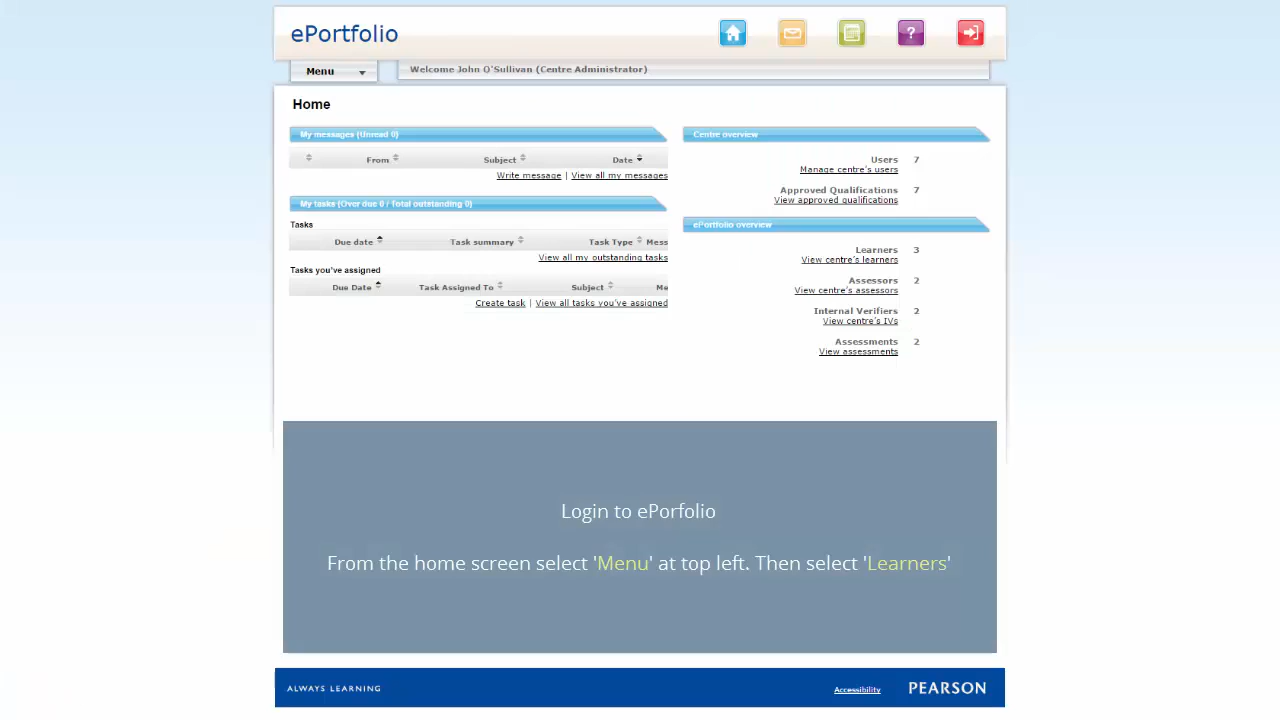 ePortfolio
?
Menu
Welcome John O'Sullivan (Centre Administrator)
Home
My messages (Unread 0)
From Subject Date
Write message | View all my messages
My tasks (Over due 0 / Total outstanding 0)
Tasks
Due date Task summary Task Type Mess
View all my outstanding tasks
Tasks you've assigned
Due Date Task Assigned To Subject Me
Create task | View all tasks you've assigned
Centre overview
Users 7
Manage centre's users
Approved Qualifications 7
View approved qualifications
ePortfolio overview
Learners 3
View centre's learners
Assessors 2
View centre's assessors
Internal Verifiers 2
View centre's IVs
Assessments 2
View assessments
Login to ePorfolio
From the home screen select 'Menu' at top left. Then select 'Learners'
ALWAYS LEARNING
Accessibility
PEARSON